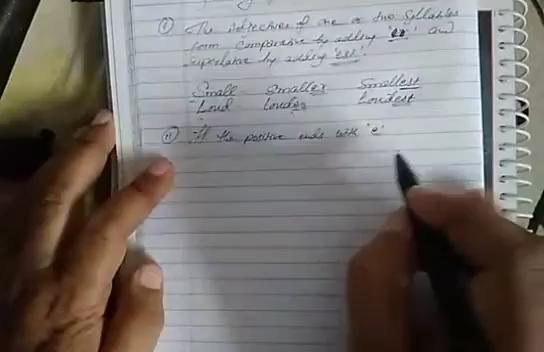 (i) The Adjectives of one or two syllables
form comparative by adding 'er' and
superlative by adding 'est'.
Small Smaller Smallest
Loud Louder Loudest
(ii) If the positive ends with 'e'